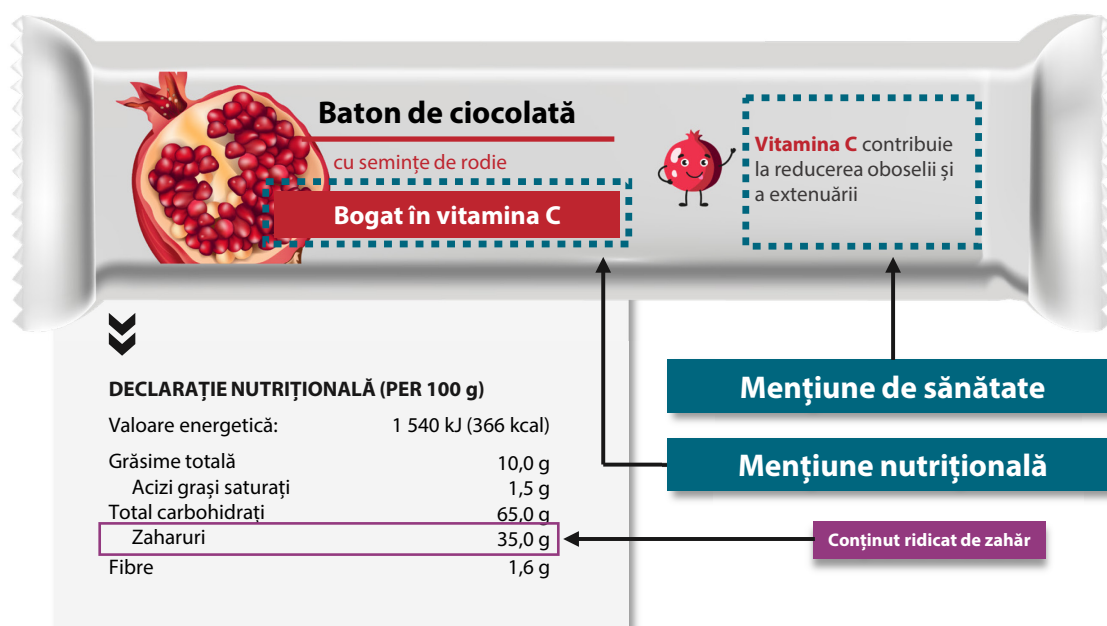 Baton de ciocolată
cu semințe de rodie
Bogat în vitamina C
Vitamina C contribuie
la reducerea oboselii și
a extenuării
DECLARAȚIE NUTRIȚIONALĂ (PER 100 g)
Valoare energetică: 1 540 kJ (366 kcal)
Grăsime totală 10,0 g
Acizi grași saturați 1,5 g
Total carbohidrați 65,0 g
Zaharuri 35,0 g
Fibre 1,6 g
Mențiune de sănătate
Mențiune nutrițională
Conținut ridicat de zahăr